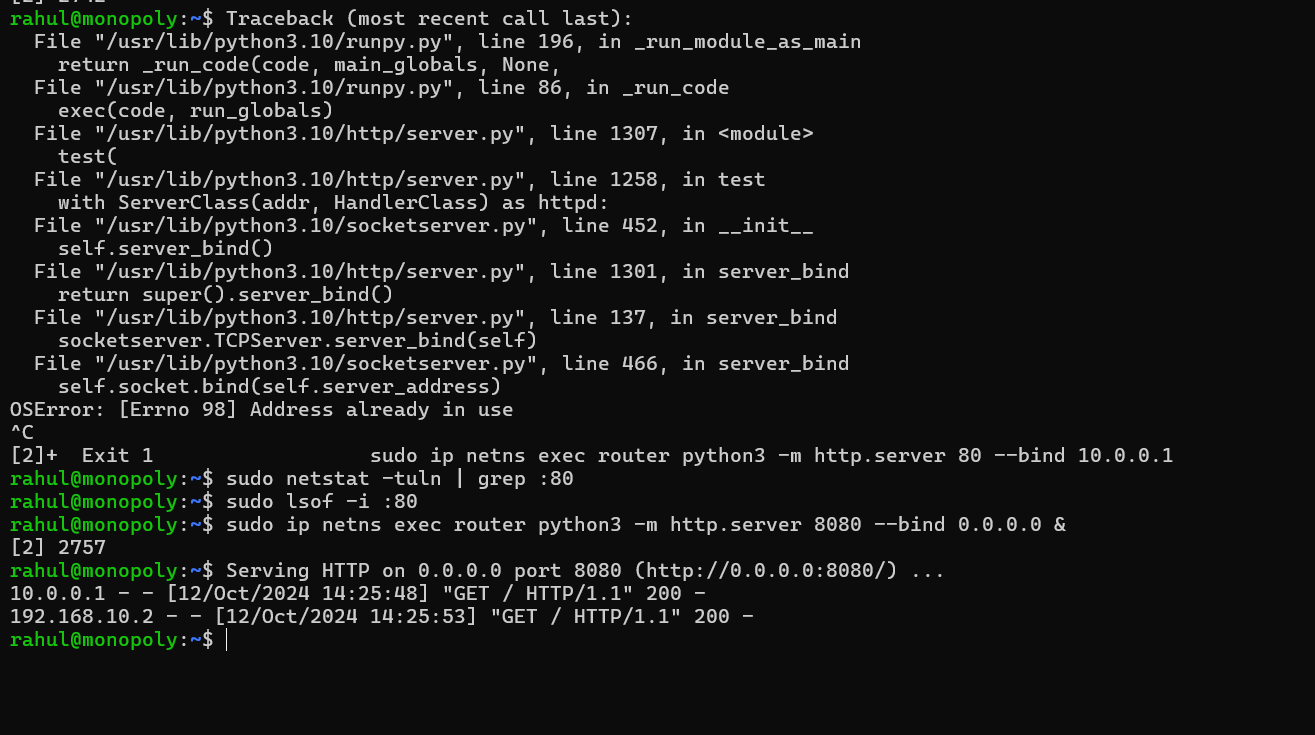 [2] 2742
rahul@monopoly:~$ Traceback (most recent call last):
  File "/usr/lib/python3.10/runpy.py", line 196, in _run_module_as_main
    return _run_code(code, main_globals, None,
  File "/usr/lib/python3.10/runpy.py", line 86, in _run_code
    exec(code, run_globals)
  File "/usr/lib/python3.10/http/server.py", line 1307, in <module>
    test(
  File "/usr/lib/python3.10/http/server.py", line 1258, in test
    with ServerClass(addr, HandlerClass) as httpd:
  File "/usr/lib/python3.10/socketserver.py", line 452, in __init__
    self.server_bind()
  File "/usr/lib/python3.10/http/server.py", line 1301, in server_bind
    return super().server_bind()
  File "/usr/lib/python3.10/http/server.py", line 137, in server_bind
    socketserver.TCPServer.server_bind(self)
  File "/usr/lib/python3.10/socketserver.py", line 466, in server_bind
    self.socket.bind(self.server_address)
OSError: [Errno 98] Address already in use
^C
[2]+  Exit 1                  sudo ip netns exec router python3 -m http.server 80 --bind 10.0.0.1
rahul@monopoly:~$ sudo netstat -tuln | grep :80
rahul@monopoly:~$ sudo lsof -i :80
rahul@monopoly:~$ sudo ip netns exec router python3 -m http.server 8080 --bind 0.0.0.0 &
[2] 2757
rahul@monopoly:~$ Serving HTTP on 0.0.0.0 port 8080 (http://0.0.0.0:8080/) ...
10.0.0.1 - - [12/Oct/2024 14:25:48] "GET / HTTP/1.1" 200 -
192.168.10.2 - - [12/Oct/2024 14:25:53] "GET / HTTP/1.1" 200 -
rahul@monopoly:~$